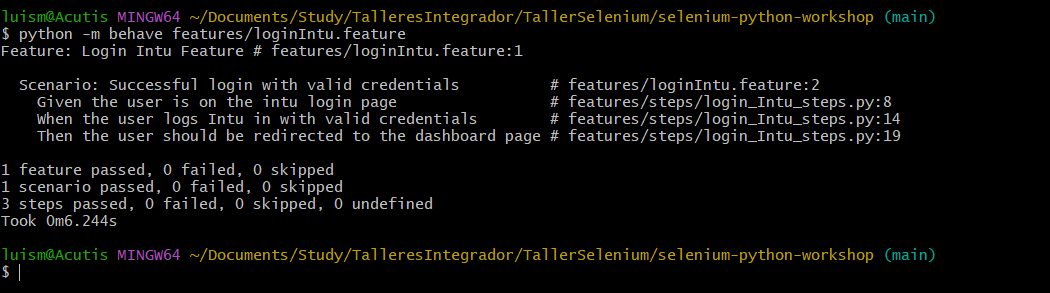 luism@Acutis MINGW64 ~/Documents/Study/TalleresIntegrador/TallerSelenium/selenium-python-workshop (main)
$ python -m behave features/loginIntu.feature
Feature: Login Intu Feature # features/loginIntu.feature:1
Scenario: Successful login with valid credentials # features/loginIntu.feature:2
Given the user is on the intu login page # features/steps/login_Intu_steps.py:8
When the user logs Intu in with valid credentials # features/steps/login_Intu_steps.py:14
Then the user should be redirected to the dashboard page # features/steps/login_Intu_steps.py:19
1 feature passed, 0 failed, 0 skipped
1 scenario passed, 0 failed, 0 skipped
3 steps passed, 0 failed, 0 skipped, 0 undefined
Took 0m6.244s
luism@Acutis MINGW64 ~/Documents/Study/TalleresIntegrador/TallerSelenium/selenium-python-workshop (main)
$